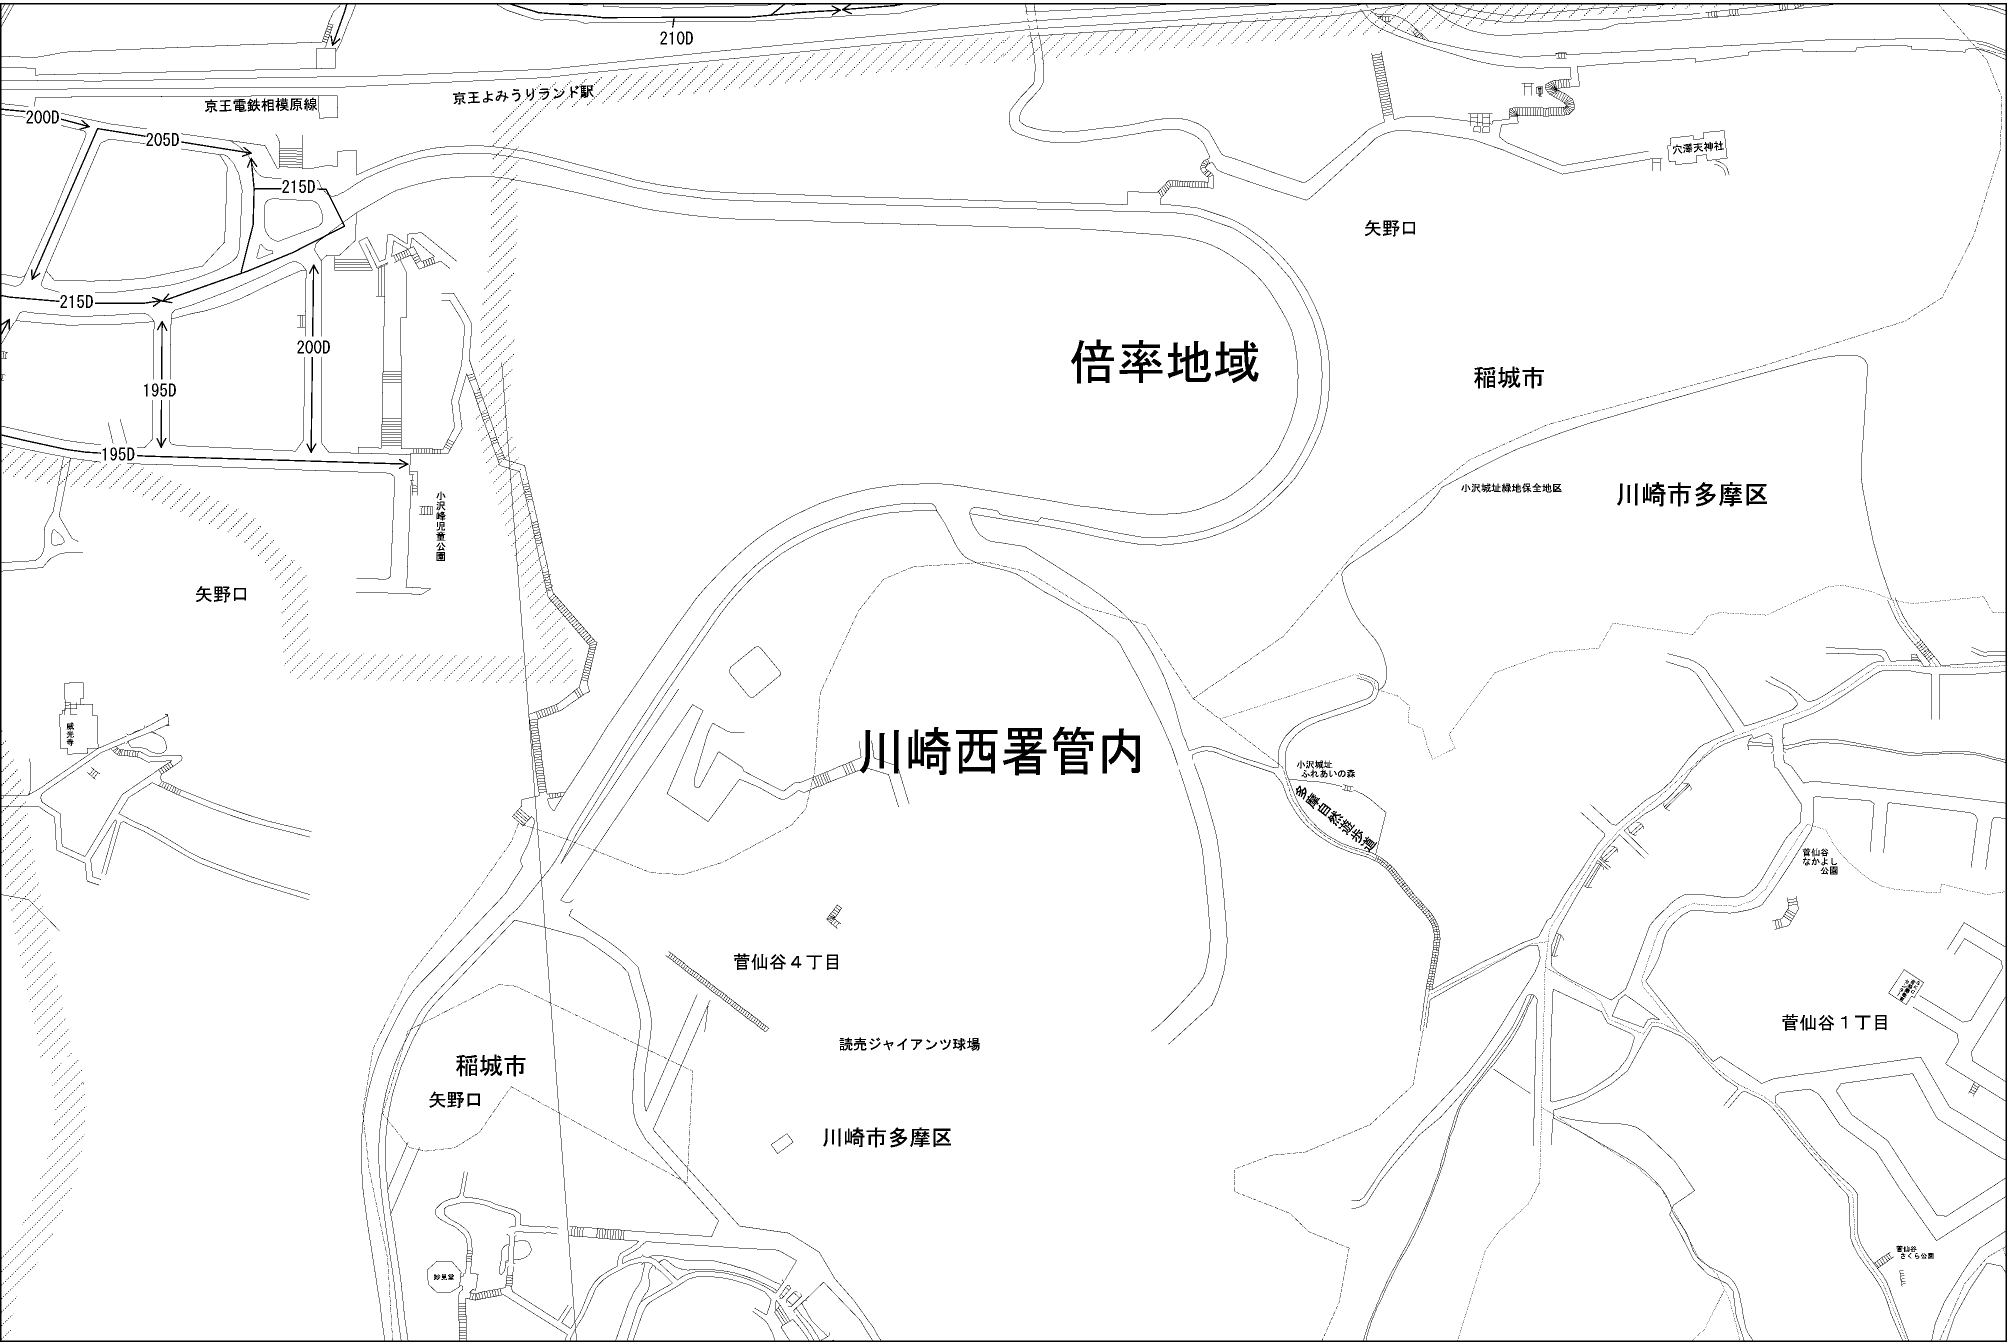 210D
京王電鉄相模原線
京王よみうりランド駅
200D
205D
穴澤天神社
215D
矢野口
215D
200D
倍率地域
稲城市
195D
195D
小沢城址緑地保全地区
川崎市多摩区
小沢峰児童公園
矢野口
威光寺
川崎西署管内
小沢城址
ふれあいの森
多摩自然遊歩道
菅仙谷
なかよし
公園
菅仙谷４丁目
菅仙谷１丁目
読売ジャイアンツ球場
稲城市
矢野口
川崎市多摩区
菅仙谷
さくら公園
妙見堂